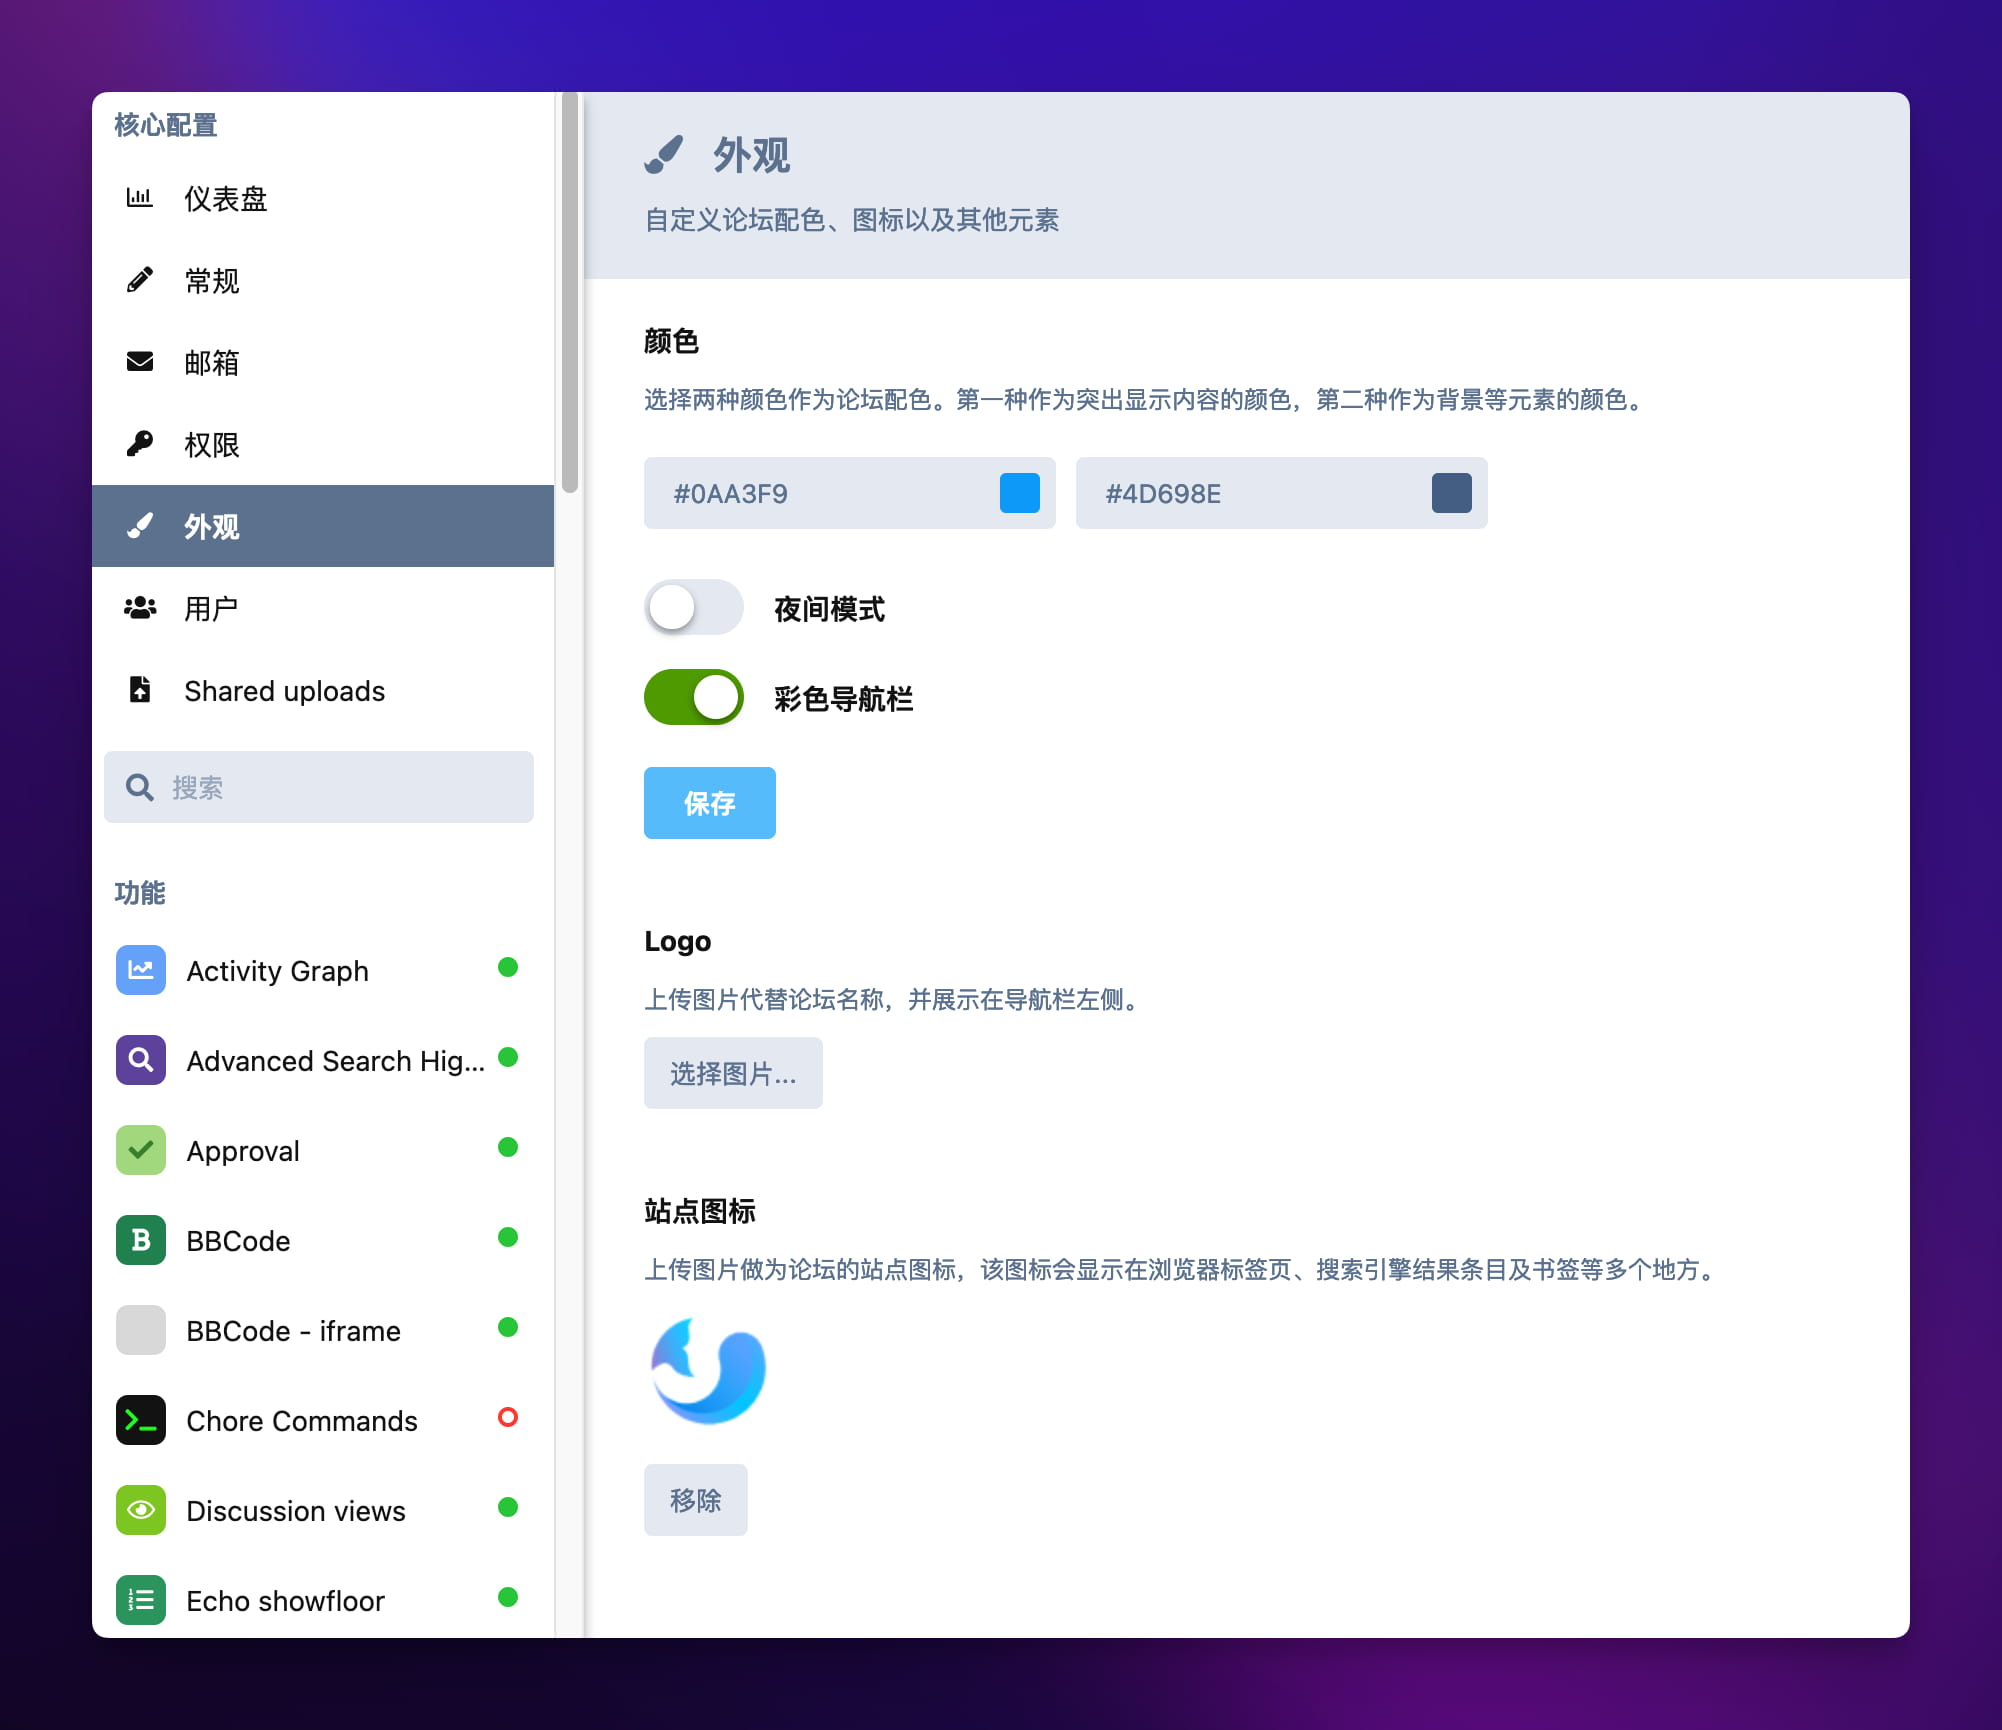 核心配置
仪表盘
常规
邮箱
权限
外观
用户
Shared uploads
搜索
功能
Activity Graph
Advanced Search Hig...
Approval
BBCode
BBCode - iframe
Chore Commands
Discussion views
Echo showfloor
外观
自定义论坛配色、图标以及其他元素
颜色
选择两种颜色作为论坛配色。第一种作为突出显示内容的颜色，第二种作为背景等元素的颜色。
#0AA3F9
#4D698E
夜间模式
彩色导航栏
保存
Logo
上传图片代替论坛名称，并展示在导航栏左侧。
选择图片...
站点图标
上传图片做为论坛的站点图标，该图标会显示在浏览器标签页、搜索引擎结果条目及书签等多个地方。
移除